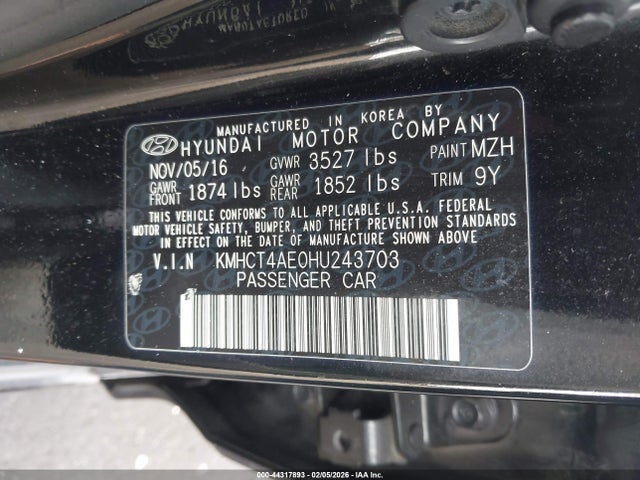 MANUFACTURED IN KOREA BY
HYUNDAI MOTOR COMPANY
NOV/05/16 GVWR 3527 lbs PAINT MZH
GAWR FRONT 1874 lbs GAWR REAR 1852 lbs TRIM 9Y
THIS VEHICLE CONFORMS TO ALL APPLICABLE U.S.A. FEDERAL
MOTOR VEHICLE SAFETY, BUMPER, AND THEFT PREVENTION STANDARDS
IN EFFECT ON THE DATE OF MANUFACTURE SHOWN ABOVE
V.I.N KMHCT4AE0HU243703
PASSENGER CAR
000-44317893 - 02/05/2026 - IAAI, Inc.